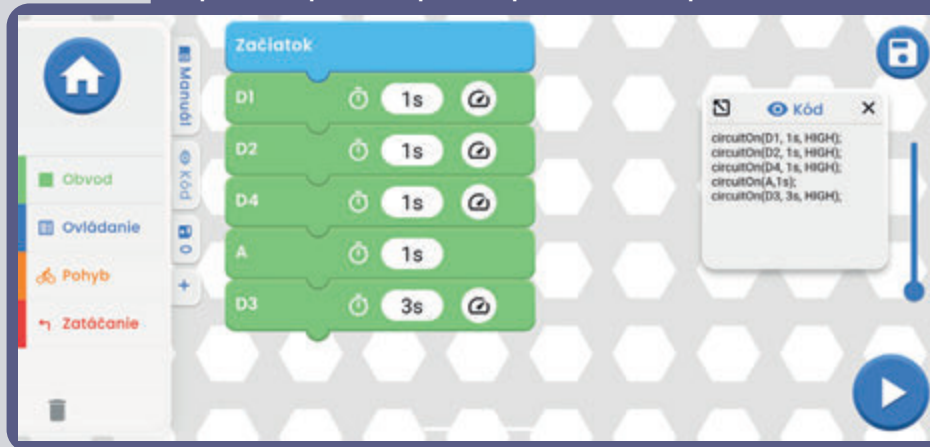 Začiatok
D1 1s
D2 1s
D4 1s
A 1s
D3 3s
Manuál
Kód
0
+
Obvod
Ovládanie
Pohyb
Zatáčanie
Kód
circuitOn(D1, 1s, HIGH);
circuitOn(D2, 1s, HIGH);
circuitOn(D4, 1s, HIGH);
circuitOn(A,1s);
circuitOn(D3, 3s, HIGH);